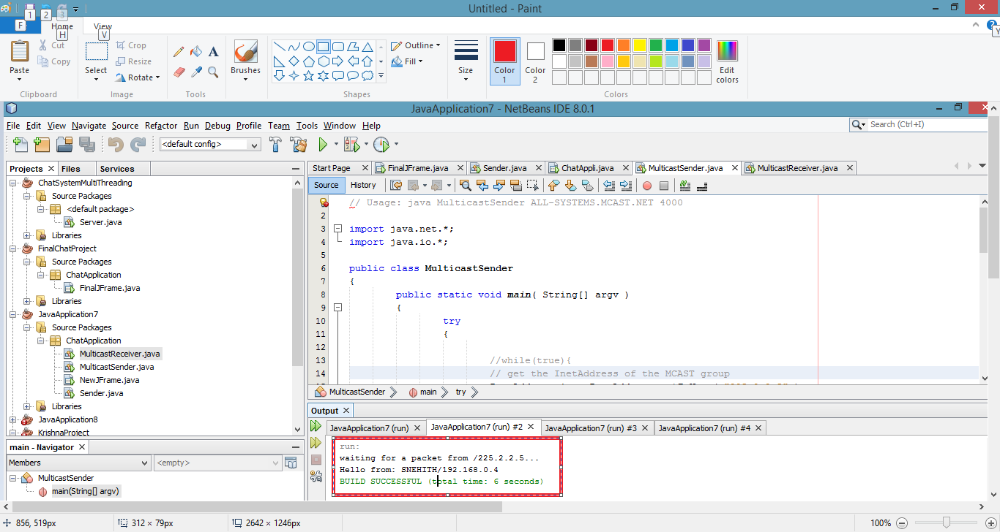 Untitled - Paint
1 2 3
F Home View
H V Y
Paste Cut Copy
Clipboard
Select Crop Resize Rotate
Image
Tools
Brushes
Shapes
Outline
Fill
Size
Color 1
Color 2
Edit colors
Colors
JavaApplication7 - NetBeans IDE 8.0.1
File Edit View Navigate Source Refactor Run Debug Profile Team Tools Window Help
Search (Ctrl+I)
<default config>
Projects Files Services
ChatSystemMultiThreading
Source Packages
<default package>
Server.java
Libraries
FinalChatProject
Source Packages
ChatApplication
FinalJFrame.java
Libraries
JavaApplication7
Source Packages
ChatApplication
MulticastReceiver.java
MulticastSender.java
NewJFrame.java
Sender.java
Libraries
JavaApplication8
KrishnaProject
main - Navigator
Members <empty>
MulticastSender
main(String[] argv)
Start Page FinalJFrame.java Sender.java ChatAppli.java MulticastSender.java MulticastReceiver.java
Source History
// Usage: java MulticastSender ALL-SYSTEMS.MCAST.NET 4000
2
3 import java.net.*;
4 import java.io.*;
5
6 public class MulticastSender
7 {
8 public static void main( String[] argv )
9 {
10 try
11 {
12
13 //while(true){
14 // get the InetAddress of the MCAST group
MulticastSender main try
Output
JavaApplication7 (run) JavaApplication7 (run) #2 JavaApplication7 (run) #3 JavaApplication7 (run) #4
run:
waiting for a packet from /225.2.2.5...
Hello from: SNEHITH/192.168.0.4
BUILD SUCCESSFUL (total time: 6 seconds)
856, 519px 312 × 79px 2642 × 1246px 100%